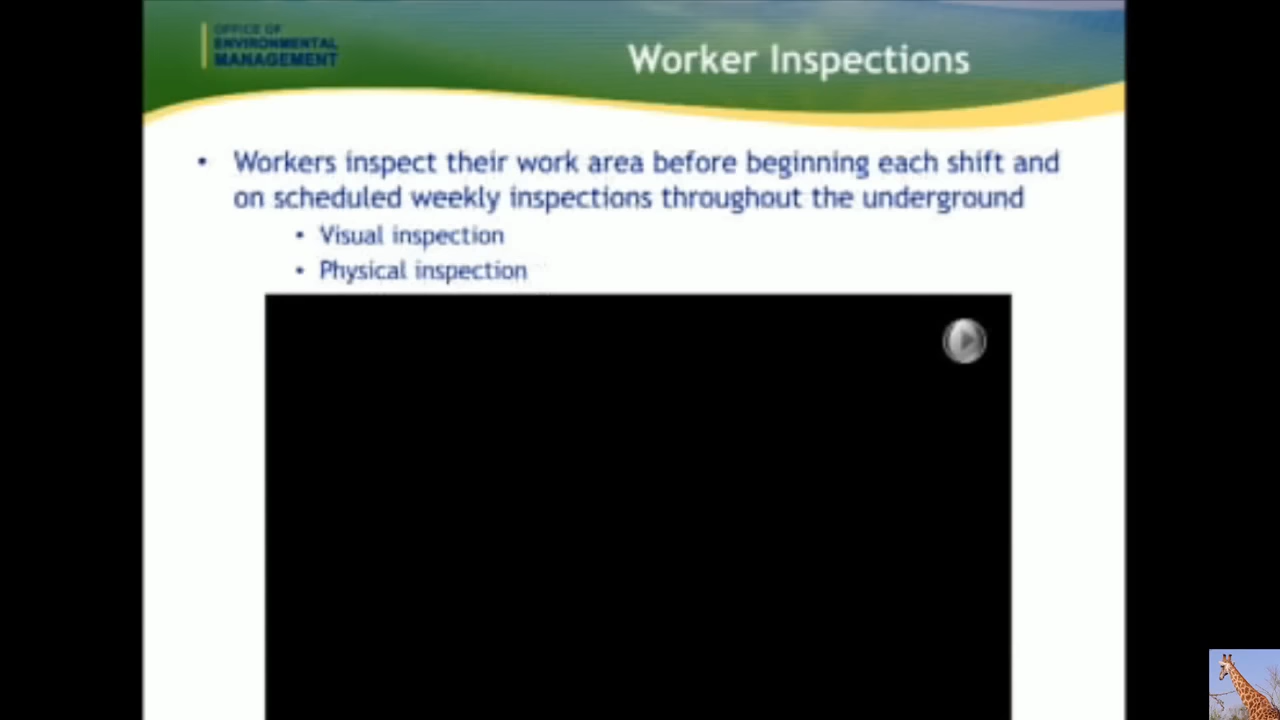 OFFICE OF
ENVIRONMENTAL
MANAGEMENT
Worker Inspections
• Workers inspect their work area before beginning each shift and
on scheduled weekly inspections throughout the underground
• Visual inspection
• Physical inspection